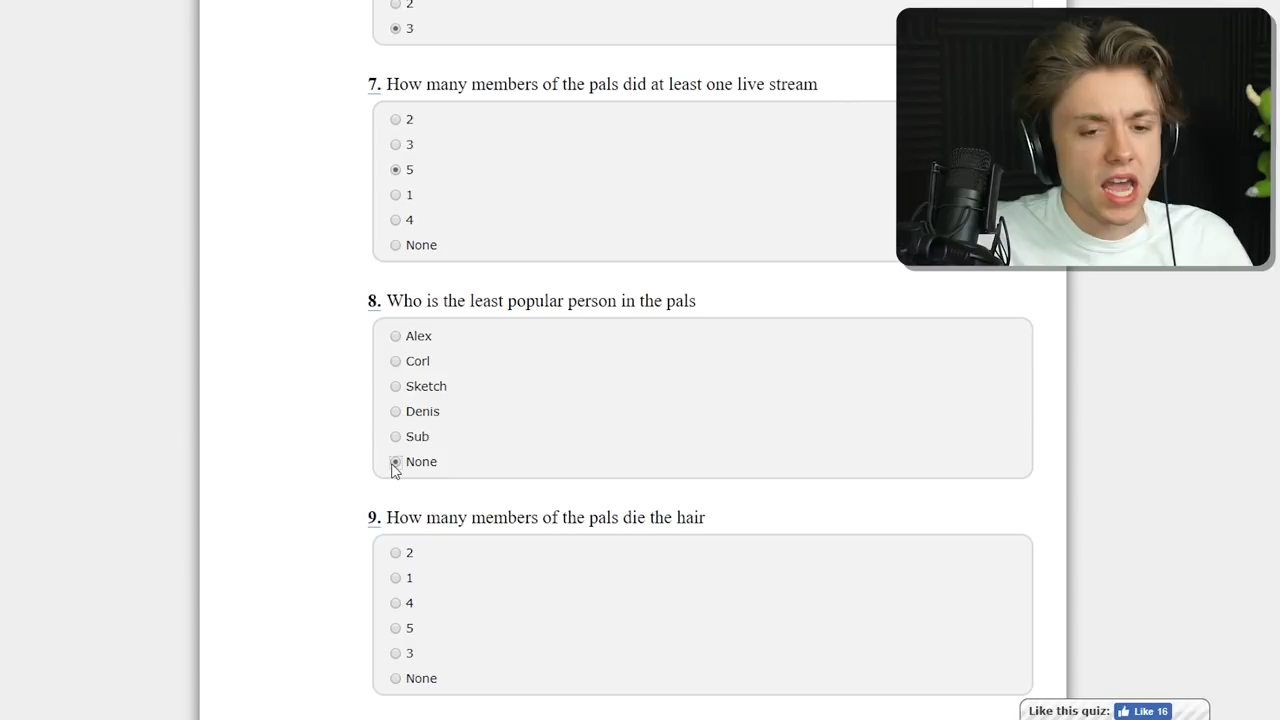 2
3
7. How many members of the pals did at least one live stream
2
3
5
1
4
None
8. Who is the least popular person in the pals
Alex
Corl
Sketch
Denis
Sub
None
9. How many members of the pals die the hair
2
1
4
5
3
None
Like this quiz: Like 16